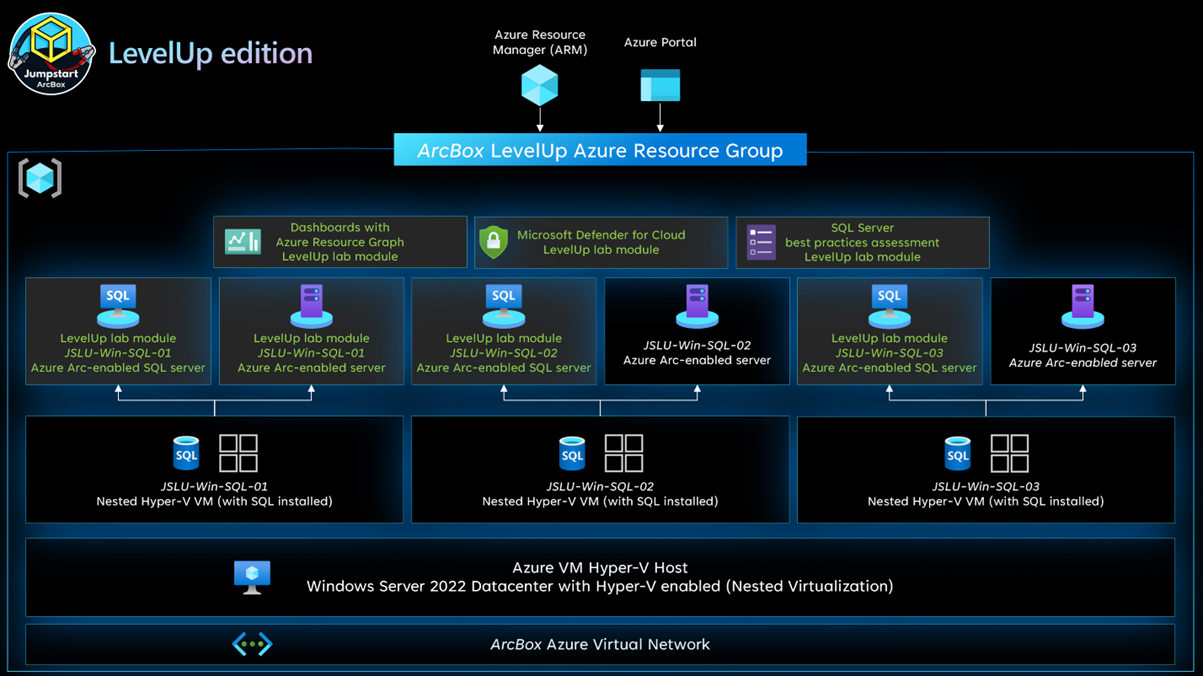 Jumpstart
ArcBox
LevelUp edition
Azure Resource
Manager (ARM)
Azure Portal
ArcBox LevelUp Azure Resource Group
Dashboards with
Azure Resource Graph
LevelUp lab module
Microsoft Defender for Cloud
LevelUp lab module
SQL Server
best practices assessment
LevelUp lab module
SQL
LevelUp lab module
JSLU-Win-SQL-01
Azure Arc-enabled SQL server
LevelUp lab module
JSLU-Win-SQL-01
Azure Arc-enabled server
SQL
LevelUp lab module
JSLU-Win-SQL-02
Azure Arc-enabled SQL server
JSLU-Win-SQL-02
Azure Arc-enabled server
SQL
LevelUp lab module
JSLU-Win-SQL-03
Azure Arc-enabled SQL server
JSLU-Win-SQL-03
Azure Arc-enabled server
SQL
JSLU-Win-SQL-01
Nested Hyper-V VM (with SQL installed)
SQL
JSLU-Win-SQL-02
Nested Hyper-V VM (with SQL installed)
SQL
JSLU-Win-SQL-03
Nested Hyper-V VM (with SQL installed)
Azure VM Hyper-V Host
Windows Server 2022 Datacenter with Hyper-V enabled (Nested Virtualization)
ArcBox Azure Virtual Network